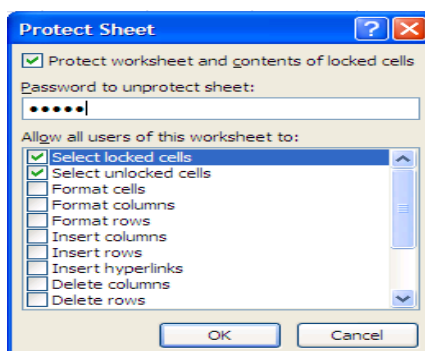 Protect Sheet
Protect worksheet and contents of locked cells
Password to unprotect sheet:
•••••
Allow all users of this worksheet to:
Select locked cells
Select unlocked cells
Format cells
Format columns
Format rows
Insert columns
Insert rows
Insert hyperlinks
Delete columns
Delete rows
OK Cancel